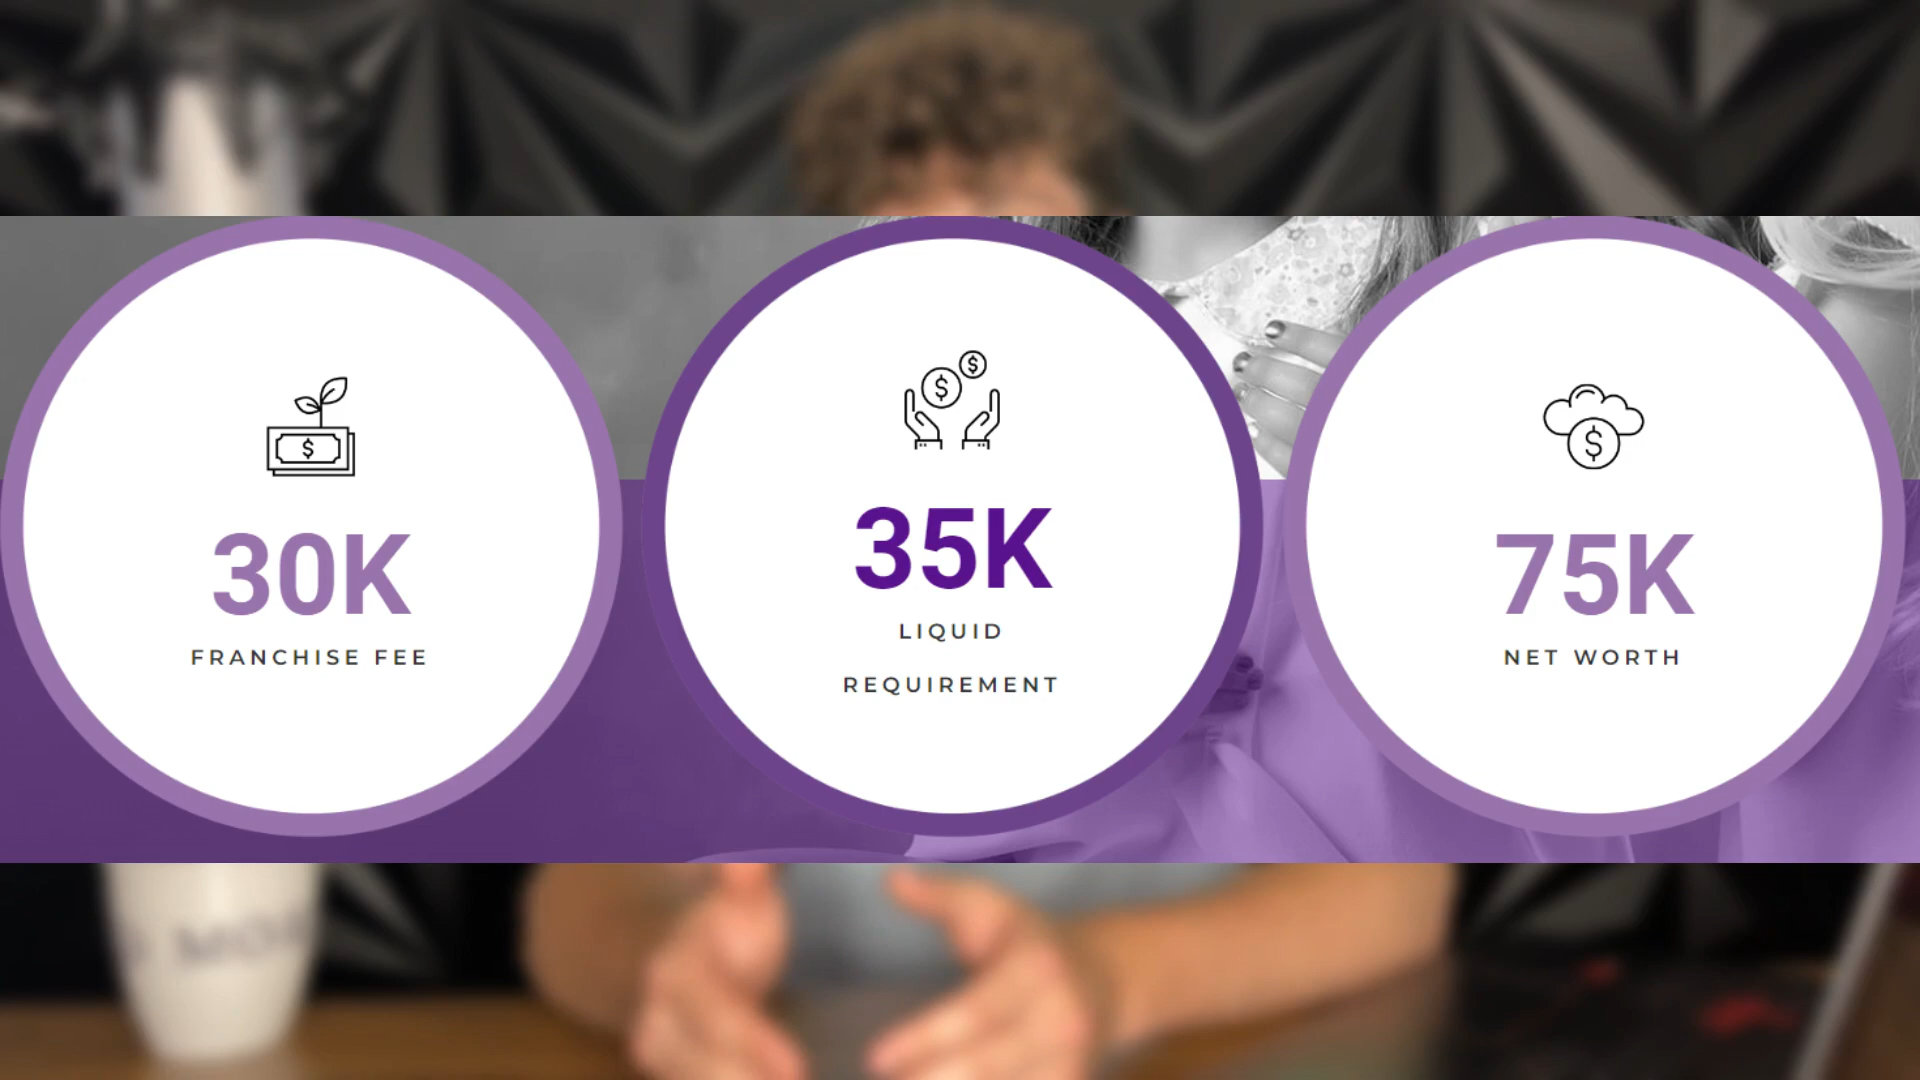 30K
FRANCHISE FEE
35K
LIQUID
REQUIREMENT
75K
NET WORTH